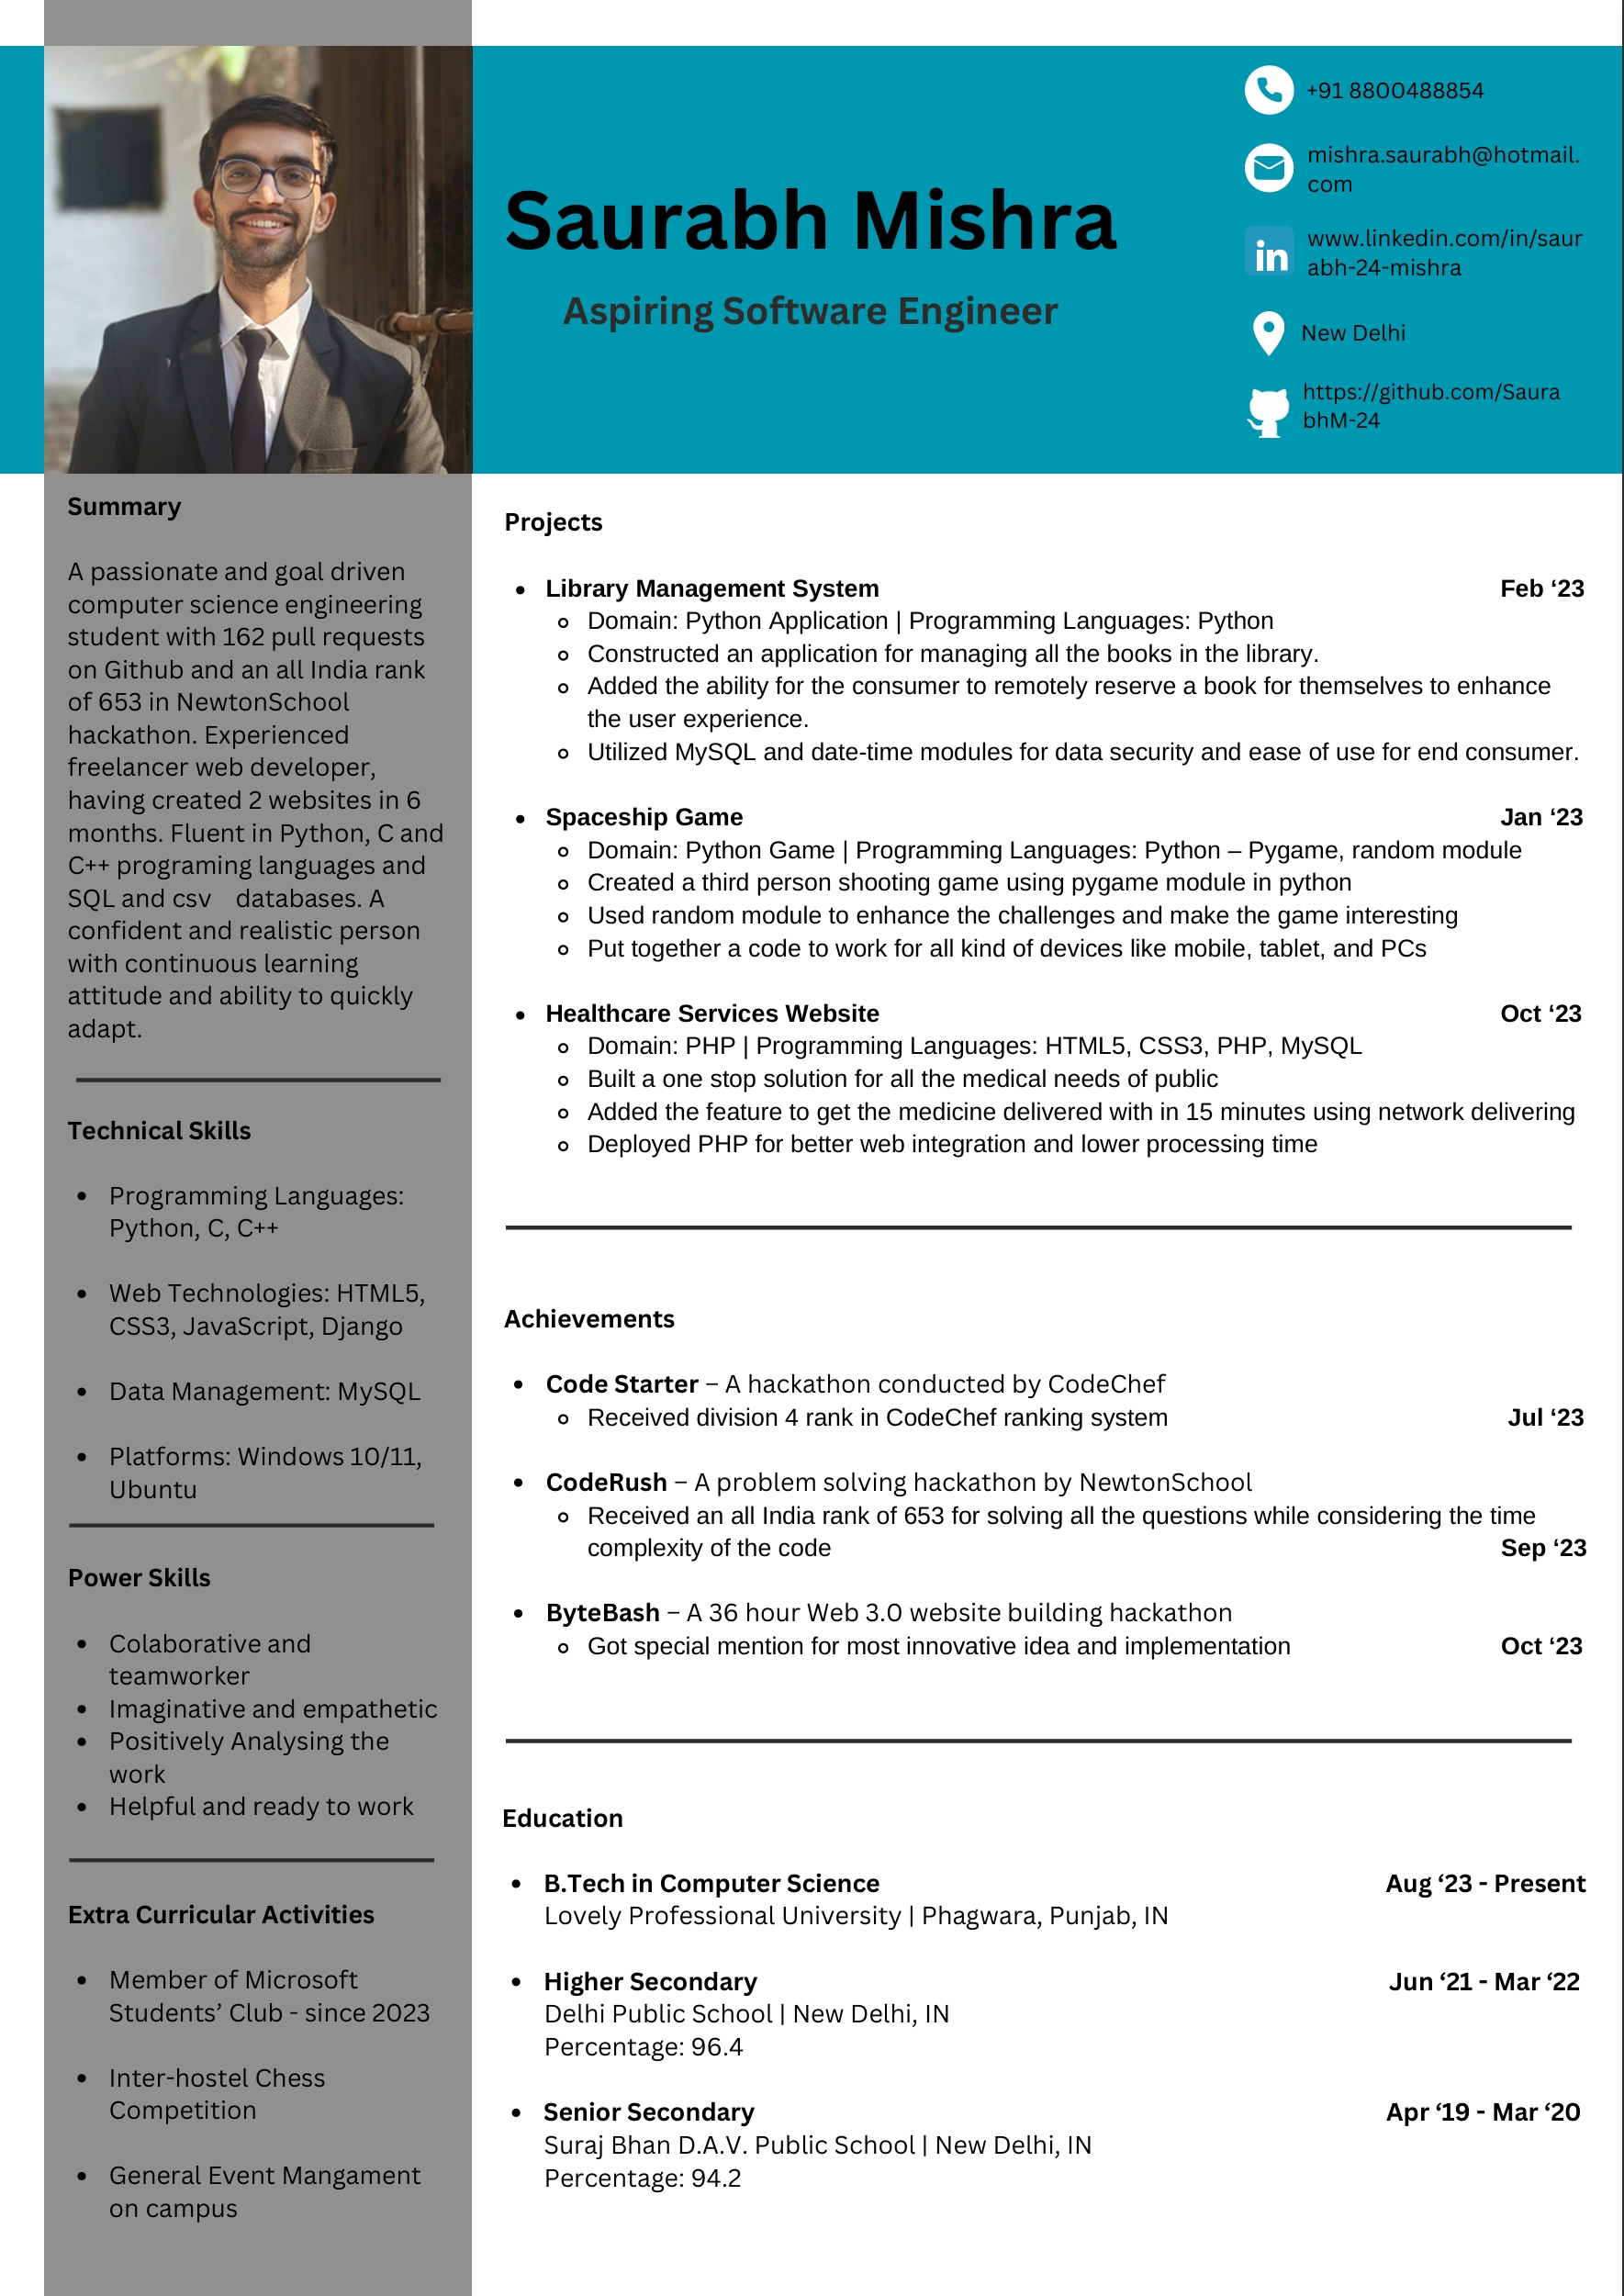 Saurabh Mishra
Aspiring Software Engineer
+91 8800488854
mishra.saurabh@hotmail.
com
in
www.linkedin.com/in/saur
abh-24-mishra
New Delhi
https://github.com/Saura
bhM-24
Summary
A passionate and goal driven
computer science engineering
student with 162 pull requests
on Github and an all India rank
of 653 in NewtonSchool
hackathon. Experienced
freelancer web developer,
having created 2 websites in 6
months. Fluent in Python, C and
C++ programing languages and
SQL and csv databases. A
confident and realistic person
with continuous learning
attitude and ability to quickly
adapt.
Technical Skills
• Programming Languages:
Python, C, C++
• Web Technologies: HTML5,
CSS3, JavaScript, Django
• Data Management: MySQL
• Platforms: Windows 10/11,
Ubuntu
Power Skills
• Colaborative and
teamworker
• Imaginative and empathetic
• Positively Analysing the
work
• Helpful and ready to work
Extra Curricular Activities
• Member of Microsoft
Students’ Club - since 2023
• Inter-hostel Chess
Competition
• General Event Mangament
on campus
Projects
• Library Management System Feb ‘23
Domain: Python Application | Programming Languages: Python
Constructed an application for managing all the books in the library.
Added the ability for the consumer to remotely reserve a book for themselves to enhance
the user experience.
Utilized MySQL and date-time modules for data security and ease of use for end consumer.
• Spaceship Game Jan ‘23
Domain: Python Game | Programming Languages: Python – Pygame, random module
Created a third person shooting game using pygame module in python
Used random module to enhance the challenges and make the game interesting
Put together a code to work for all kind of devices like mobile, tablet, and PCs
• Healthcare Services Website Oct ‘23
Domain: PHP | Programming Languages: HTML5, CSS3, PHP, MySQL
Built a one stop solution for all the medical needs of public
Added the feature to get the medicine delivered with in 15 minutes using network delivering
Deployed PHP for better web integration and lower processing time
Achievements
• Code Starter – A hackathon conducted by CodeChef
Received division 4 rank in CodeChef ranking system Jul ‘23
• CodeRush – A problem solving hackathon by NewtonSchool
Received an all India rank of 653 for solving all the questions while considering the time
complexity of the code Sep ‘23
• ByteBash – A 36 hour Web 3.0 website building hackathon
Got special mention for most innovative idea and implementation Oct ‘23
Education
• B.Tech in Computer Science Aug ‘23 - Present
Lovely Professional University | Phagwara, Punjab, IN
• Higher Secondary Jun ‘21 - Mar ‘22
Delhi Public School | New Delhi, IN
Percentage: 96.4
• Senior Secondary Apr ‘19 - Mar ‘20
Suraj Bhan D.A.V. Public School | New Delhi, IN
Percentage: 94.2